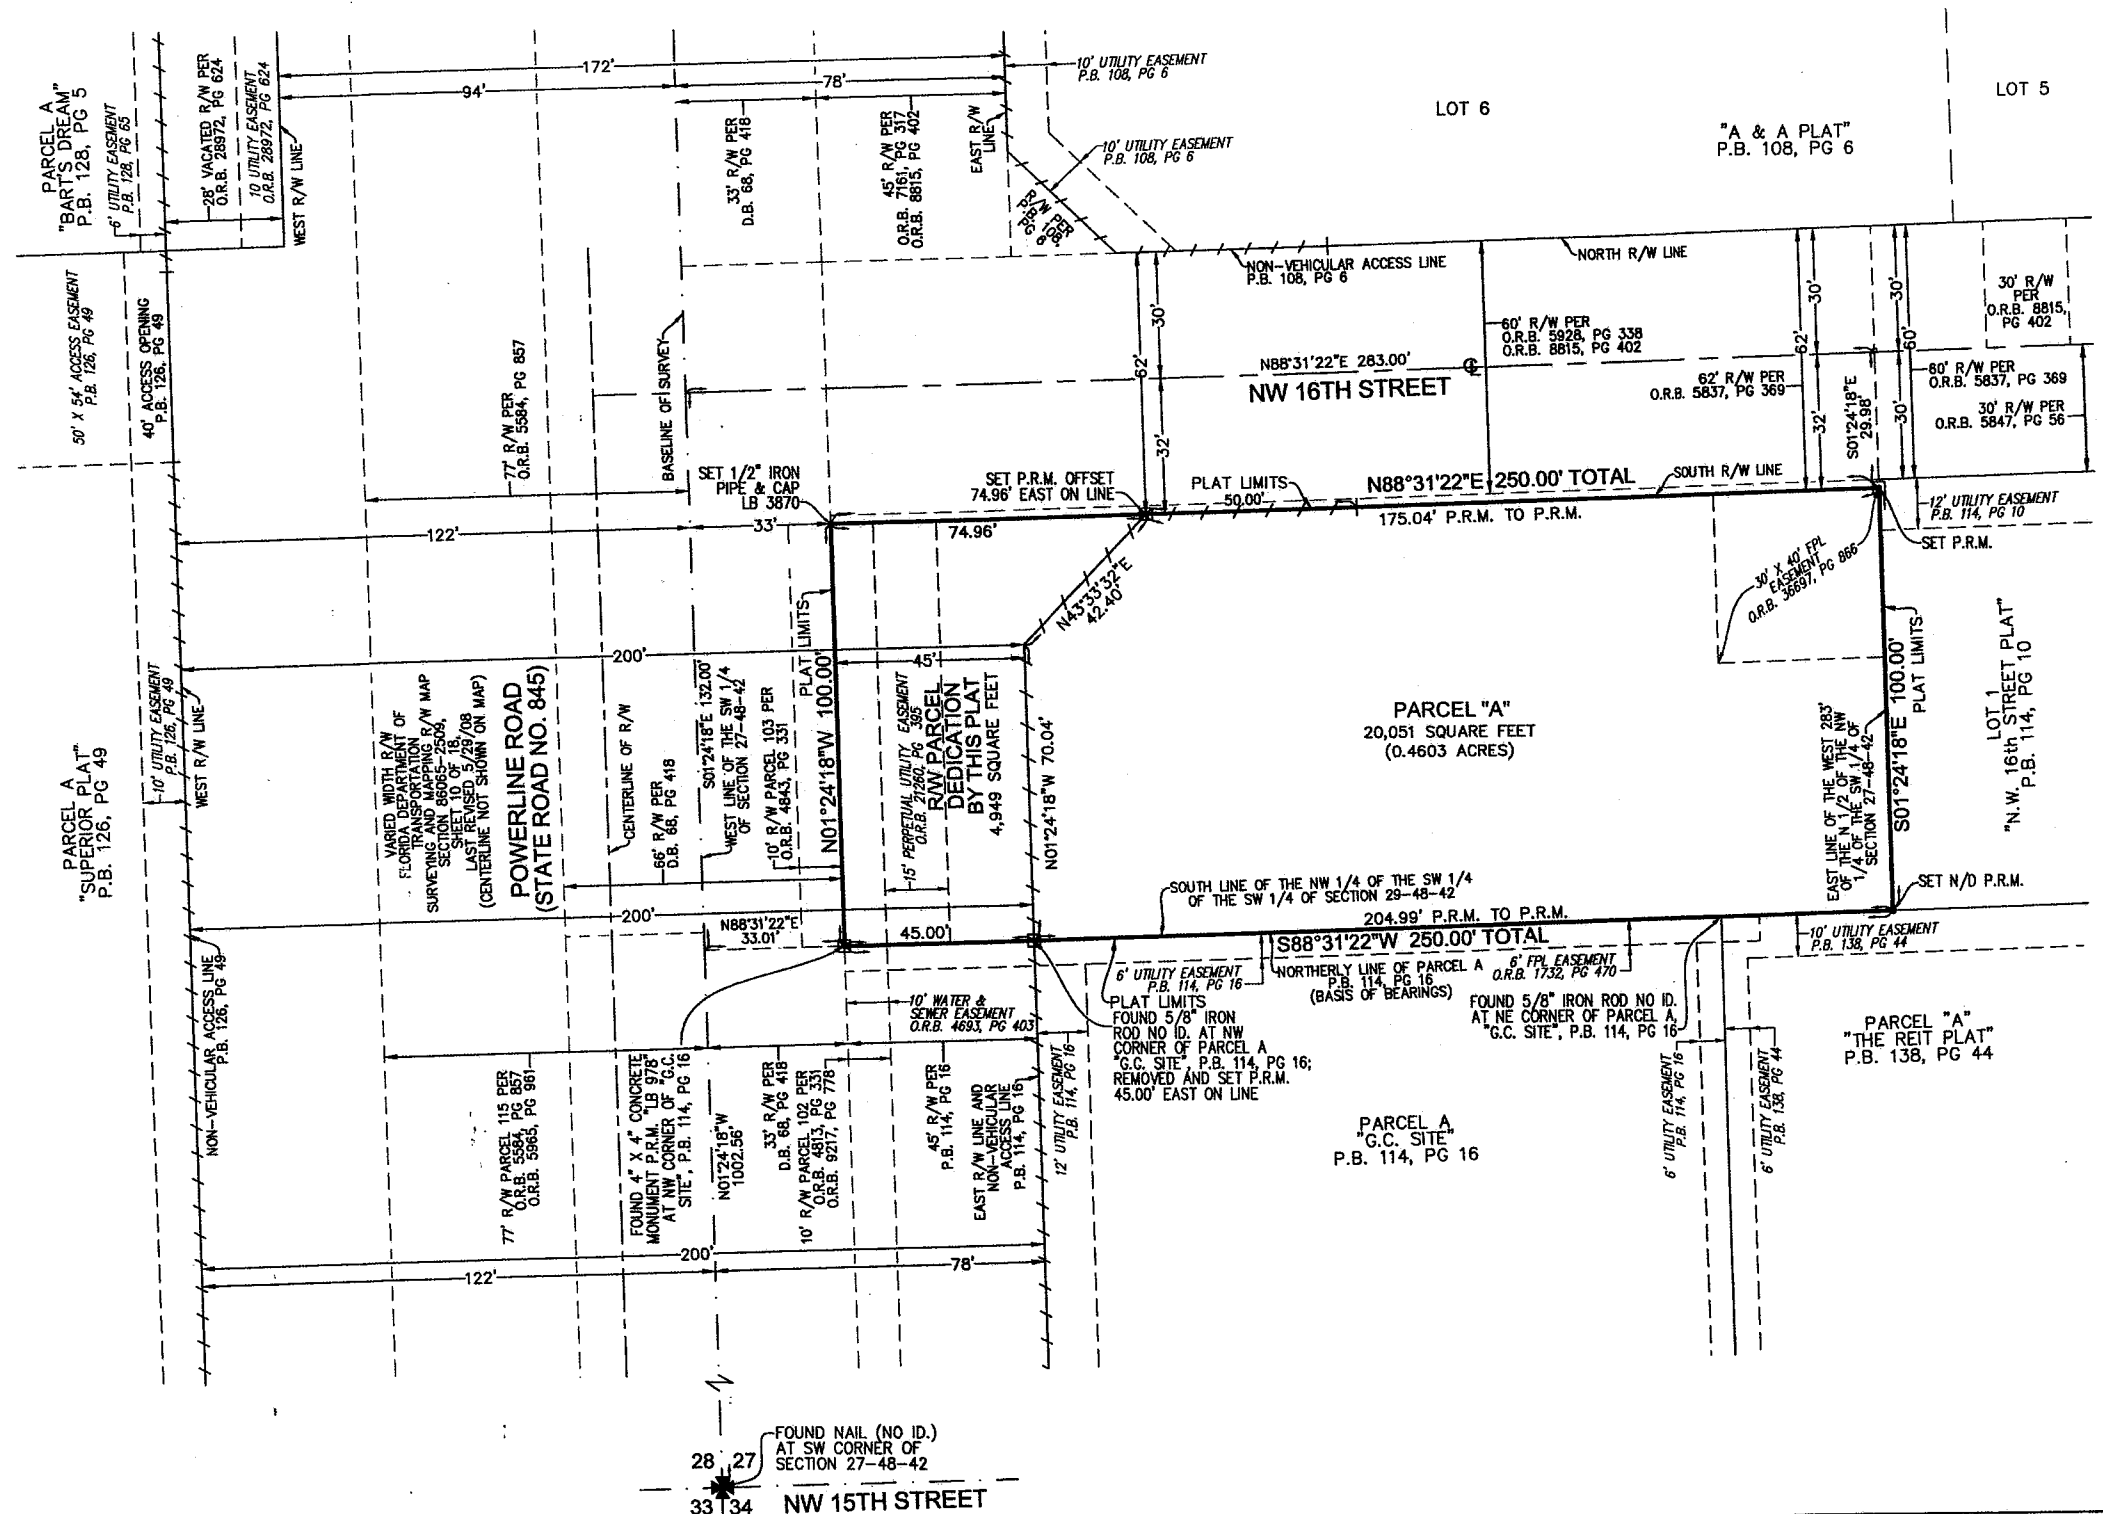 PARCEL A
"BART'S DREAM"
P.B. 128, PG 5
6' UTILITY EASEMENT
P.B. 128, PG 65
28' VACATED R/W PER
O.R.B. 28972, PG 624
10 UTILITY EASEMENT
O.R.B. 28972, PG 624
WEST R/W LINE
172'
94'
78'
33' R/W PER
D.B. 68, PG 418
45' R/W PER
O.R.B. 7161, PG 317
O.R.B. 8815, PG 402
EAST R/W
LINE
10' UTILITY EASEMENT
P.B. 108, PG 6
10' UTILITY EASEMENT
P.B. 108, PG 6
R/W PER
P.B. 108,
PG 6
LOT 6
LOT 5
"A & A PLAT"
P.B. 108, PG 6
NON-VEHICULAR ACCESS LINE
P.B. 108, PG 6
NORTH R/W LINE
50' X 54' ACCESS EASEMENT
P.B. 126, PG 49
40' ACCESS OPENING
P.B. 126, PG 49
77' R/W PER
O.R.B. 5584, PG 857
BASELINE OF SURVEY
62'
30'
32'
60' R/W PER
O.R.B. 5928, PG 338
O.R.B. 8815, PG 402
N88°31'22"E 283.00'
NW 16TH STREET
62' R/W PER
O.R.B. 5837, PG 369
62'
30'
32'
S01°24'18"E
29.98'
30'
30'
60'
30' R/W
PER
O.R.B. 8815,
PG 402
60' R/W PER
O.R.B. 5837, PG 369
30' R/W PER
O.R.B. 5847, PG 56
SET 1/2" IRON
PIPE & CAP
LB 3870
SET P.R.M. OFFSET
74.96' EAST ON LINE
PLAT LIMITS
50.00'
N88°31'22"E 250.00' TOTAL
SOUTH R/W LINE
175.04' P.R.M. TO P.R.M.
12' UTILITY EASEMENT
P.B. 114, PG 10
SET P.R.M.
122'
33'
74.96'
N43°33'32"E
42.40'
30' X 40' FPL
EASEMENT
O.R.B. 36697, PG 866
PLAT LIMITS
200'
45'
10' UTILITY EASEMENT
P.B. 126, PG 49
WEST R/W LINE
PARCEL A
"SUPERIOR PLAT"
P.B. 126, PG 49
VARIED WIDTH R/W
FLORIDA DEPARTMENT OF
TRANSPORTATION
SURVEYING AND MAPPING R/W MAP
SECTION 86065-2509,
SHEET 10 OF 18,
LAST REVISED 5/29/08
(CENTERLINE NOT SHOWN ON MAP)
POWERLINE ROAD
(STATE ROAD NO. 845)
CENTERLINE OF R/W
66' R/W PER
D.B. 68, PG 418
S01°24'18"E 132.00'
WEST LINE OF THE SW 1/4
OF SECTION 27-48-42
10' R/W PARCEL 103 PER
O.R.B. 4843, PG 331
N01°24'18"W 100.00'
15' PERPETUAL UTILITY EASEMENT
O.R.B. 21260, PG 395
R/W PARCEL
DEDICATION
BY THIS PLAT
4,949 SQUARE FEET
N01°24'18"W 70.04'
PARCEL "A"
20,051 SQUARE FEET
(0.4603 ACRES)
EAST LINE OF THE WEST 283'
OF THE N 1/2 OF THE NW
1/4 OF THE SW 1/4 OF
SECTION 27-48-42
S01°24'18"E 100.00'
PLAT LIMITS
LOT 1
"N.W. 16th STREET PLAT"
P.B. 114, PG 10
SET N/D P.R.M.
SOUTH LINE OF THE NW 1/4 OF THE SW 1/4
OF THE SW 1/4 OF SECTION 29-48-42
204.99' P.R.M. TO P.R.M.
200'
N88°31'22"E
33.01'
45.00'
S88°31'22"W 250.00' TOTAL
10' UTILITY EASEMENT
P.B. 138, PG 44
NON-VEHICULAR ACCESS LINE
P.B. 126, PG 49
6' UTILITY EASEMENT
P.B. 114, PG 16
NORTHERLY LINE OF PARCEL A
P.B. 114, PG 16
(BASIS OF BEARINGS)
6' FPL EASEMENT
O.R.B. 1732, PG 470
10' WATER &
SEWER EASEMENT
O.R.B. 4693, PG 403
PLAT LIMITS
FOUND 5/8" IRON
ROD NO ID. AT NW
CORNER OF PARCEL A
"G.C. SITE", P.B. 114, PG 16;
REMOVED AND SET P.R.M.
45.00' EAST ON LINE
FOUND 5/8" IRON ROD NO ID.
AT NE CORNER OF PARCEL A,
"G.C. SITE", P.B. 114, PG 16
PARCEL "A"
"THE REIT PLAT"
P.B. 138, PG 44
77' R/W PARCEL 115 PER
O.R.B. 5584, PG 857
O.R.B. 5965, PG 961
FOUND 4" X 4" CONCRETE
MONUMENT P.R.M. "LB 978"
AT NW CORNER OF "G.C.
SITE", P.B. 114, PG 16
N01°24'18"W
1002.56'
33' R/W PER
D.B. 68, PG 418
10' R/W PARCEL 102 PER
O.R.B. 4813, PG 331
O.R.B. 9217, PG 778
45' R/W PER
P.B. 114, PG 16
EAST R/W LINE AND
NON-VEHICULAR
ACCESS LINE
P.B. 114, PG 16
12' UTILITY EASEMENT
P.B. 114, PG 16
PARCEL A
"G.C. SITE"
P.B. 114, PG 16
6' UTILITY EASEMENT
P.B. 114, PG 16
6' UTILITY EASEMENT
P.B. 138, PG 44
200'
122'
78'
FOUND NAIL (NO ID.)
AT SW CORNER OF
SECTION 27-48-42
28 27
33 34
NW 15TH STREET